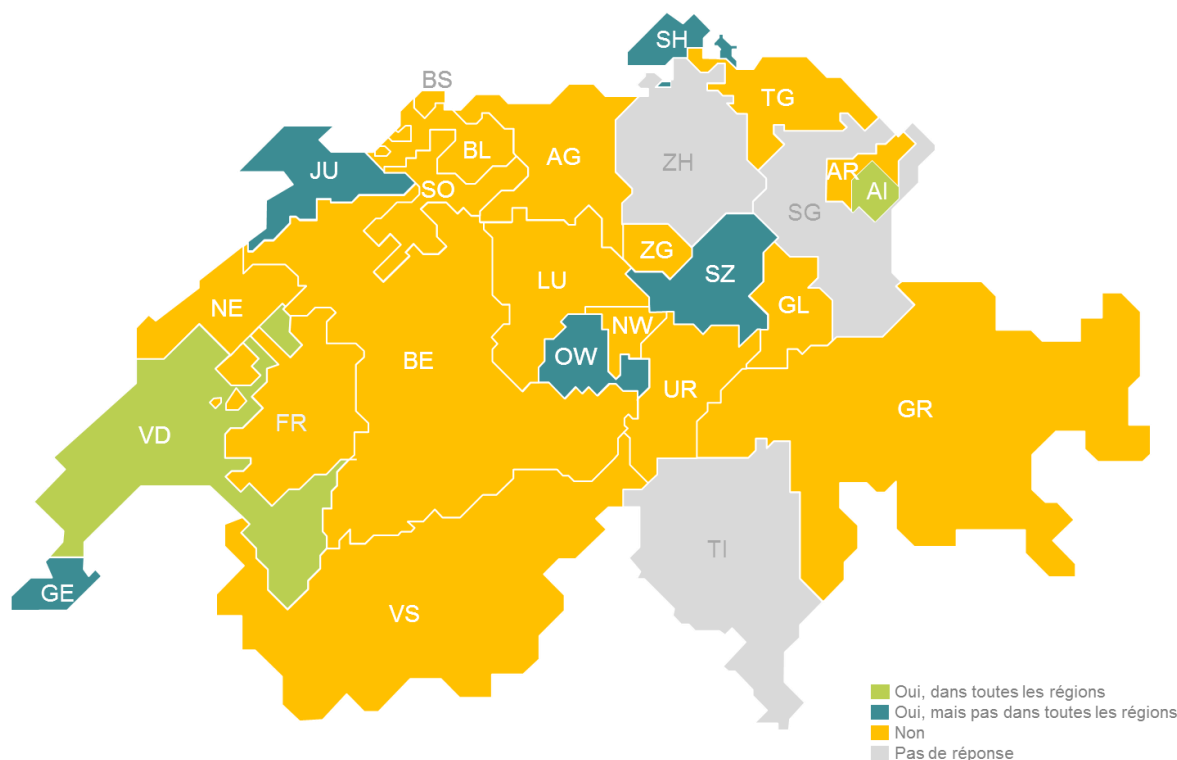 SH
BS
TG
BL
AG
ZH
JU
AR
SO
AI
SG
ZG
SZ
LU
NE
GL
NW
BE
OW
UR
GR
FR
VD
TI
GE
VS
Oui, dans toutes les régions
Oui, mais pas dans toutes les régions
Non
Pas de réponse